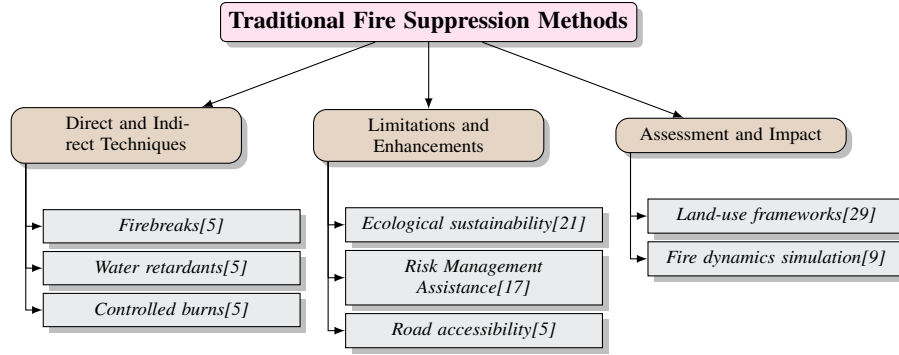 Traditional Fire Suppression Methods
Direct and Indi-
rect Techniques
Firebreaks[5]
Water retardants[5]
Controlled burns[5]
Limitations and
Enhancements
Ecological sustainability[21]
Risk Management
Assistance[17]
Road accessibility[5]
Assessment and Impact
Land-use frameworks[29]
Fire dynamics simulation[9]